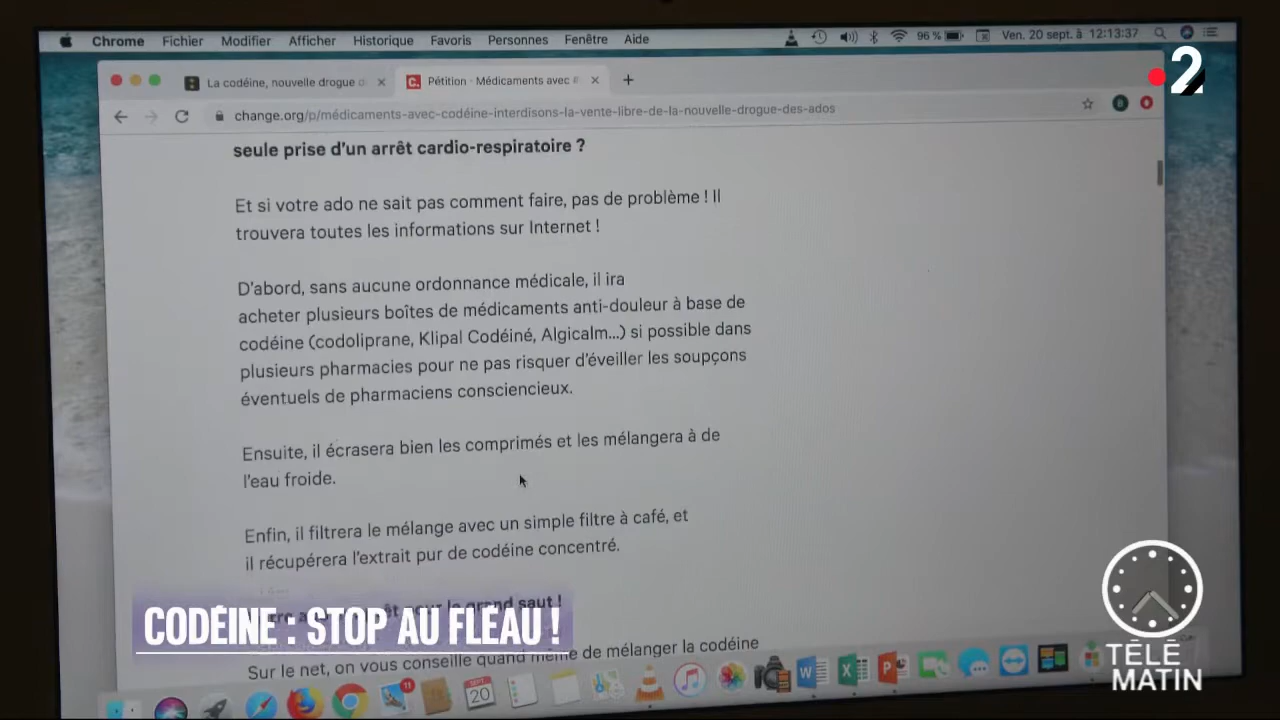 Chrome Fichier Modifier Afficher Historique Favoris Personnes Fenêtre Aide 96 % Ven. 20 sept. à 12:13:37
La codéine, nouvelle drogue d
Pétition · Médicaments avec
2
change.org/p/médicaments-avec-codéine-interdisons-la-vente-libre-de-la-nouvelle-drogue-des-ados
seule prise d'un arrêt cardio-respiratoire ?
Et si votre ado ne sait pas comment faire, pas de problème ! Il
trouvera toutes les informations sur Internet !
D'abord, sans aucune ordonnance médicale, il ira
acheter plusieurs boîtes de médicaments anti-douleur à base de
codéine (codoliprane, Klipal Codéiné, Algicalm...) si possible dans
plusieurs pharmacies pour ne pas risquer d'éveiller les soupçons
éventuels de pharmaciens consciencieux.
Ensuite, il écrasera bien les comprimés et les mélangera à de
l'eau froide.
Enfin, il filtrera le mélange avec un simple filtre à café, et
il récupérera l'extrait pur de codéine concentré.
grand saut !
CODÉINE : STOP AU FLÉAU !
Sur le net, on vous conseille quand même de mélanger la codéine
11
SEPT.
20
TÉLÉ
MATIN